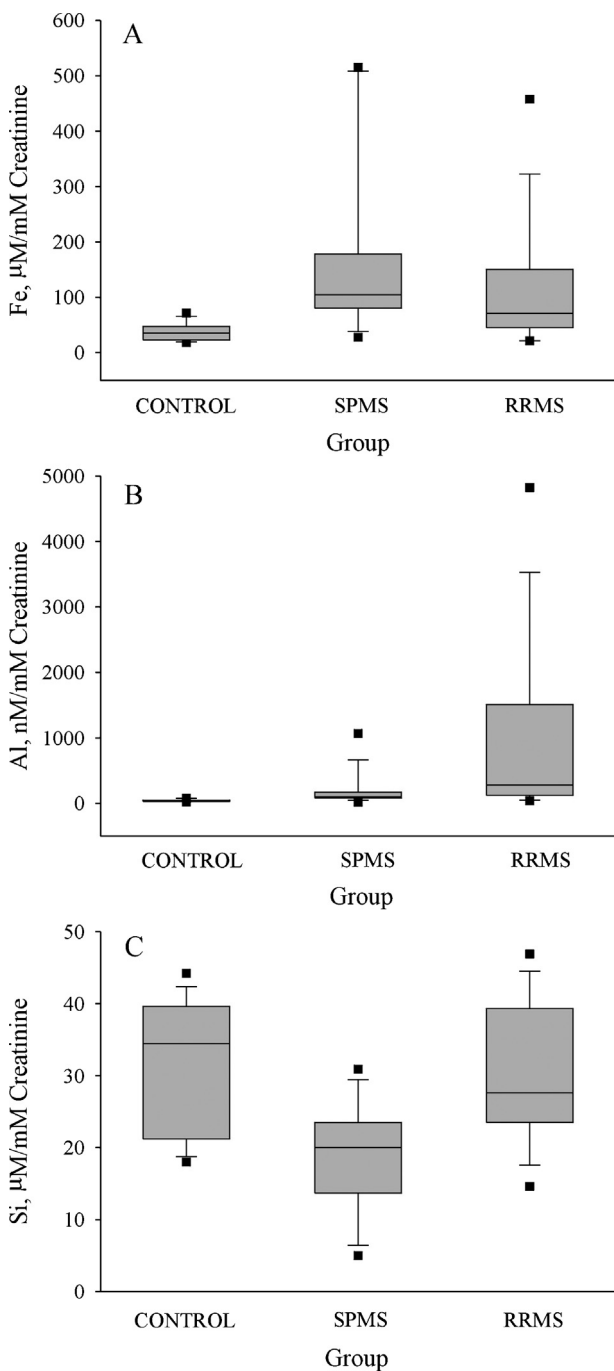 A
600
500
400
300
200
100
0
Fe, µM/mM Creatinine
CONTROL SPMS RRMS
Group
B
5000
4000
3000
2000
1000
0
Al, nM/mM Creatinine
CONTROL SPMS RRMS
Group
C
50
40
30
20
10
0
Si, µM/mM Creatinine
CONTROL SPMS RRMS
Group